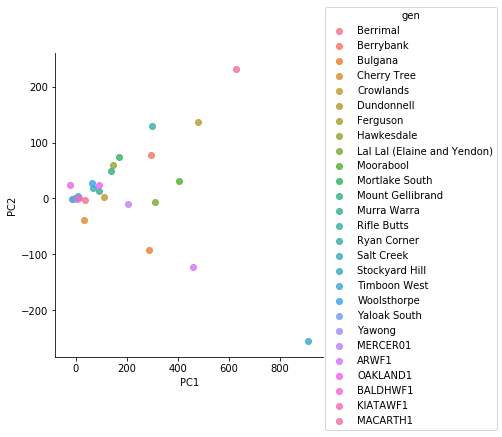 gen
Berrimal
Berrybank
Bulgana
Cherry Tree
Crowlands
Dundonnell
Ferguson
Hawkesdale
Lal Lal (Elaine and Yendon)
Moorabool
Mortlake South
Mount Gellibrand
Murra Warra
Rifle Butts
Ryan Corner
Salt Creek
Stockyard Hill
Timboon West
Woolsthorpe
Yaloak South
Yawong
MERCER01
ARWF1
OAKLAND1
BALDHWF1
KIATAWF1
MACARTH1
200
100
0
−100
−200
PC2
0
200
400
600
800
PC1